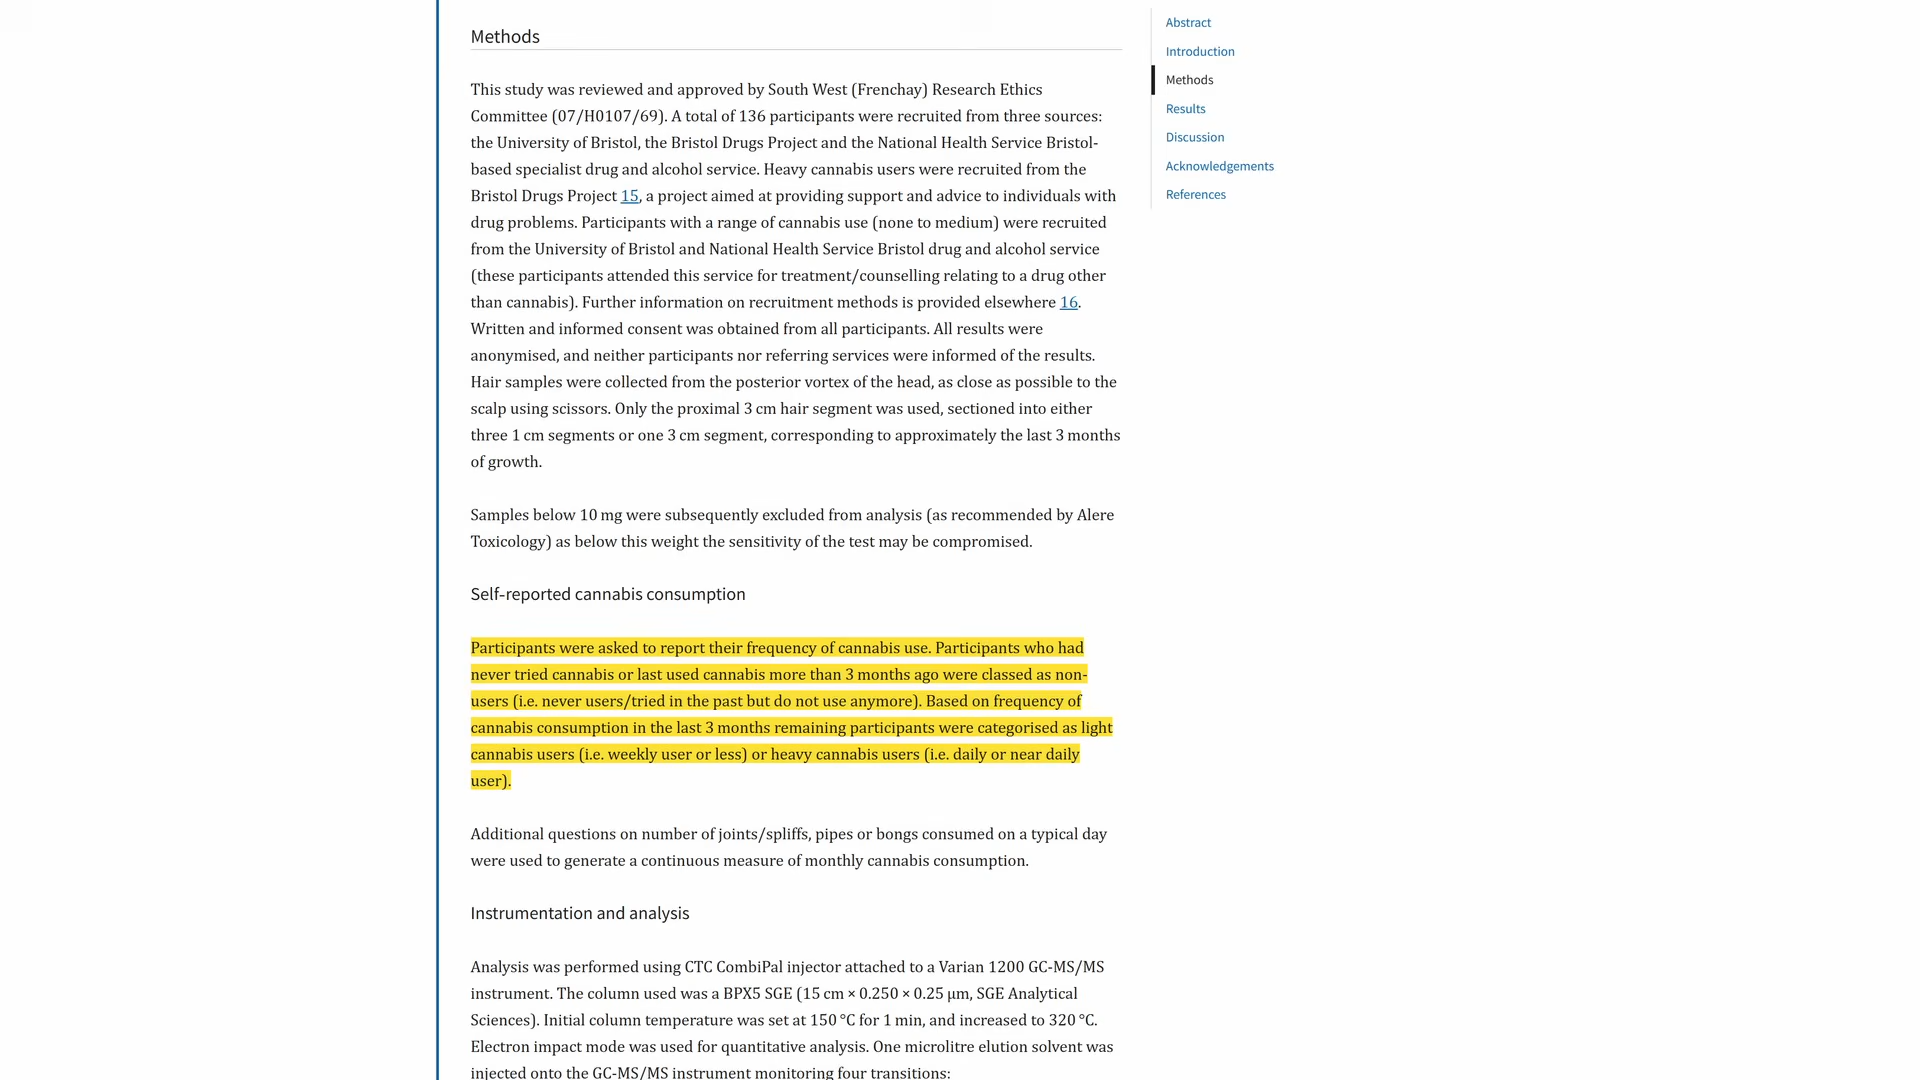 Methods
This study was reviewed and approved by South West (Frenchay) Research Ethics
Committee (07/H0107/69). A total of 136 participants were recruited from three sources:
the University of Bristol, the Bristol Drugs Project and the National Health Service Bristol-
based specialist drug and alcohol service. Heavy cannabis users were recruited from the
Bristol Drugs Project 15, a project aimed at providing support and advice to individuals with
drug problems. Participants with a range of cannabis use (none to medium) were recruited
from the University of Bristol and National Health Service Bristol drug and alcohol service
(these participants attended this service for treatment/counselling relating to a drug other
than cannabis). Further information on recruitment methods is provided elsewhere 16.
Written and informed consent was obtained from all participants. All results were
anonymised, and neither participants nor referring services were informed of the results.
Hair samples were collected from the posterior vortex of the head, as close as possible to the
scalp using scissors. Only the proximal 3 cm hair segment was used, sectioned into either
three 1 cm segments or one 3 cm segment, corresponding to approximately the last 3 months
of growth.
Samples below 10 mg were subsequently excluded from analysis (as recommended by Alere
Toxicology) as below this weight the sensitivity of the test may be compromised.
Self-reported cannabis consumption
Participants were asked to report their frequency of cannabis use. Participants who had
never tried cannabis or last used cannabis more than 3 months ago were classed as non-
users (i.e. never users/tried in the past but do not use anymore). Based on frequency of
cannabis consumption in the last 3 months remaining participants were categorised as light
cannabis users (i.e. weekly user or less) or heavy cannabis users (i.e. daily or near daily
user).
Additional questions on number of joints/spliffs, pipes or bongs consumed on a typical day
were used to generate a continuous measure of monthly cannabis consumption.
Instrumentation and analysis
Analysis was performed using CTC CombiPal injector attached to a Varian 1200 GC-MS/MS
instrument. The column used was a BPX5 SGE (15 cm × 0.250 × 0.25 μm, SGE Analytical
Sciences). Initial column temperature was set at 150 °C for 1 min, and increased to 320 °C.
Electron impact mode was used for quantitative analysis. One microlitre elution solvent was
injected onto the GC-MS/MS instrument monitoring four transitions:
Abstract
Introduction
Methods
Results
Discussion
Acknowledgements
References